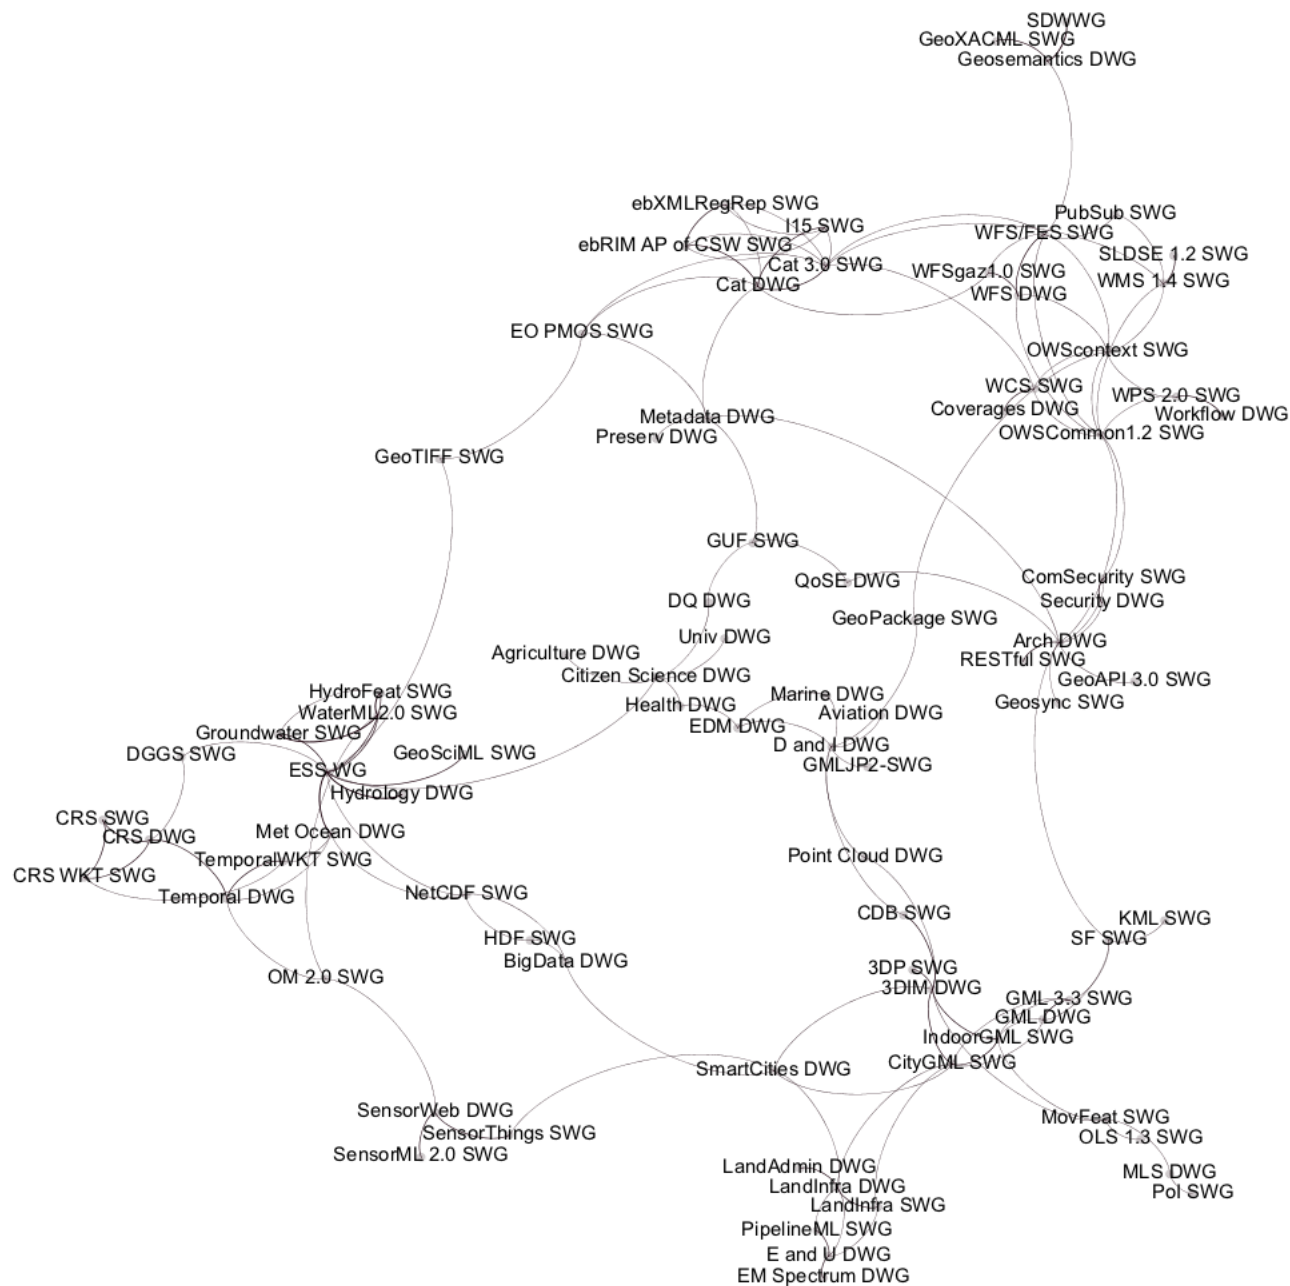 SDWWG
GeoXACML SWG
Geosemantics DWG
ebXMLRegRep SWG
PubSub SWG
I15 SWG
WFS/FES SWG
ebRIM AP of CSW SWG
SLDSE 1.2 SWG
Cat 3.0 SWG
WFSgaz1.0 SWG
WMS 1.4 SWG
Cat DWG
WFS DWG
EO PMOS SWG
OWScontext SWG
WCS SWG
WPS 2.0 SWG
Coverages DWG
Workflow DWG
Metadata DWG
OWSCommon1.2 SWG
Preserv DWG
GeoTIFF SWG
GUF SWG
QoSE DWG
ComSecurity SWG
DQ DWG
Security DWG
GeoPackage SWG
Univ DWG
Arch DWG
Agriculture DWG
RESTful SWG
Citizen Science DWG
GeoAPI 3.0 SWG
HydroFeat SWG
Marine DWG
Geosync SWG
Health DWG
WaterML2.0 SWG
Aviation DWG
EDM DWG
Groundwater SWG
D and I DWG
DGGS SWG
GeoSciML SWG
GMLJP2-SWG
ESS WG
Hydrology DWG
CRS SWG
Met Ocean DWG
CRS DWG
Point Cloud DWG
TemporalWKT SWG
CRS WKT SWG
NetCDF SWG
Temporal DWG
CDB SWG
KML SWG
HDF SWG
SF SWG
BigData DWG
3DP SWG
OM 2.0 SWG
3DIM DWG
GML 3.3 SWG
GML DWG
IndoorGML SWG
CityGML SWG
SmartCities DWG
SensorWeb DWG
MovFeat SWG
SensorThings SWG
OLS 1.3 SWG
SensorML 2.0 SWG
LandAdmin DWG
MLS DWG
LandInfra DWG
PoI SWG
LandInfra SWG
PipelineML SWG
E and U DWG
EM Spectrum DWG